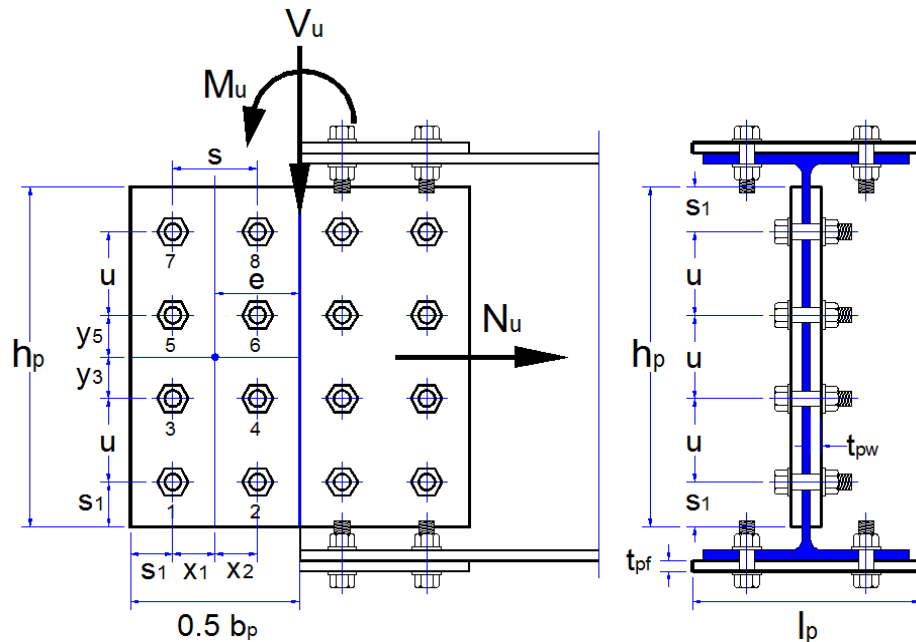 Vu
Mu
s
s1
7 8
u u
e
y5
Nu
hp hp
5 6
y3 u
3 4
u tpw
u
s1 s1
1 2
s1 x1 x2
tpf
0.5 bp lp